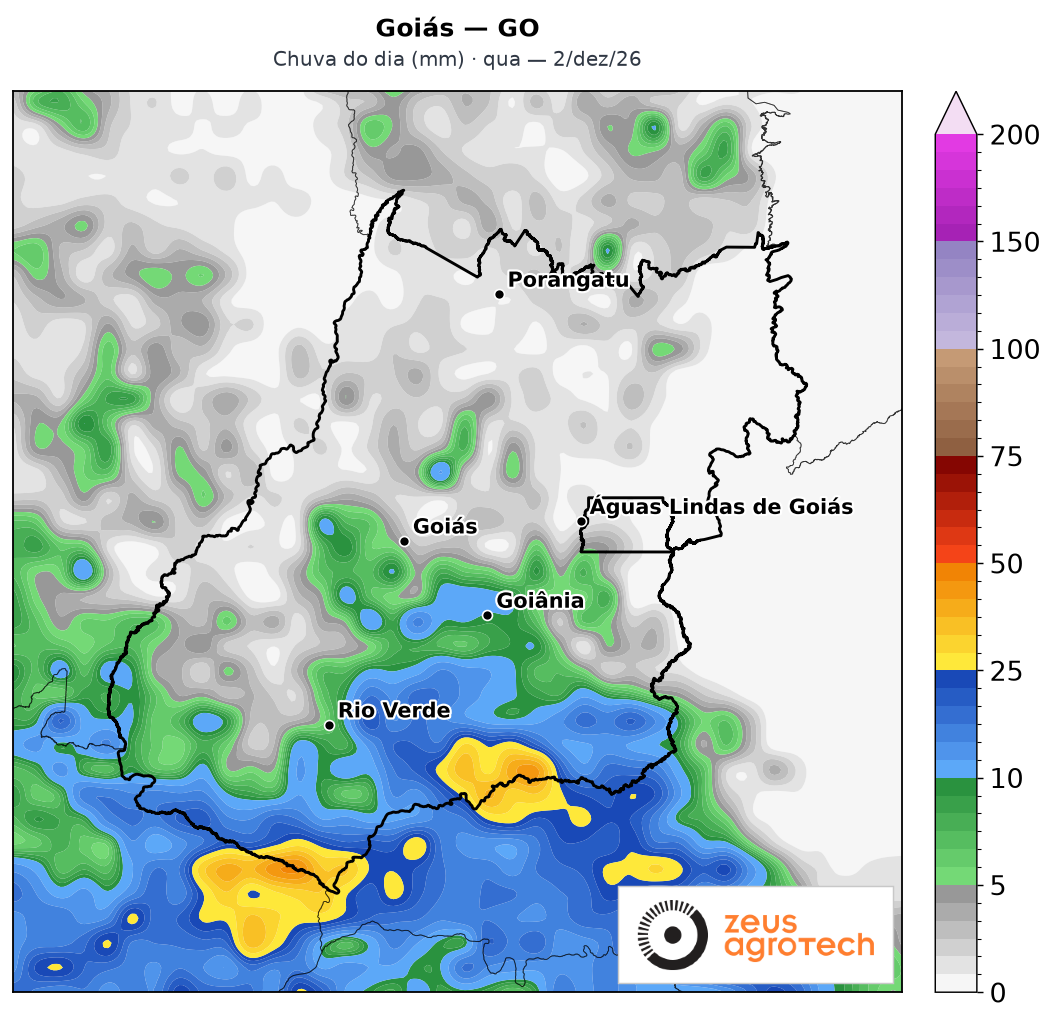 Goiás — GO
Chuva do dia (mm) · qua — 2/dez/26
200
150
100
75
50
25
10
5
0
Porangatu
Águas Lindas de Goiás
Goiás
Goiânia
Rio Verde
zeus
agrotech